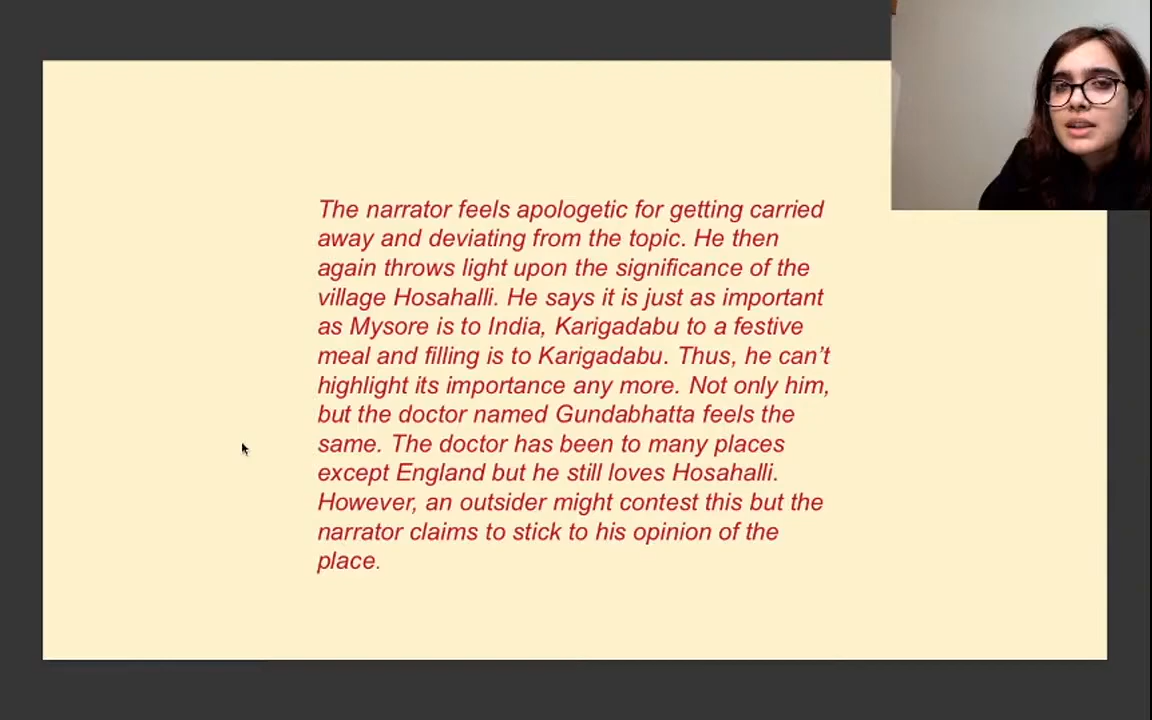 The narrator feels apologetic for getting carried
away and deviating from the topic. He then
again throws light upon the significance of the
village Hosahalli. He says it is just as important
as Mysore is to India, Karigadabu to a festive
meal and filling is to Karigadabu. Thus, he can’t
highlight its importance any more. Not only him,
but the doctor named Gundabhatta feels the
same. The doctor has been to many places
except England but he still loves Hosahalli.
However, an outsider might contest this but the
narrator claims to stick to his opinion of the
place.